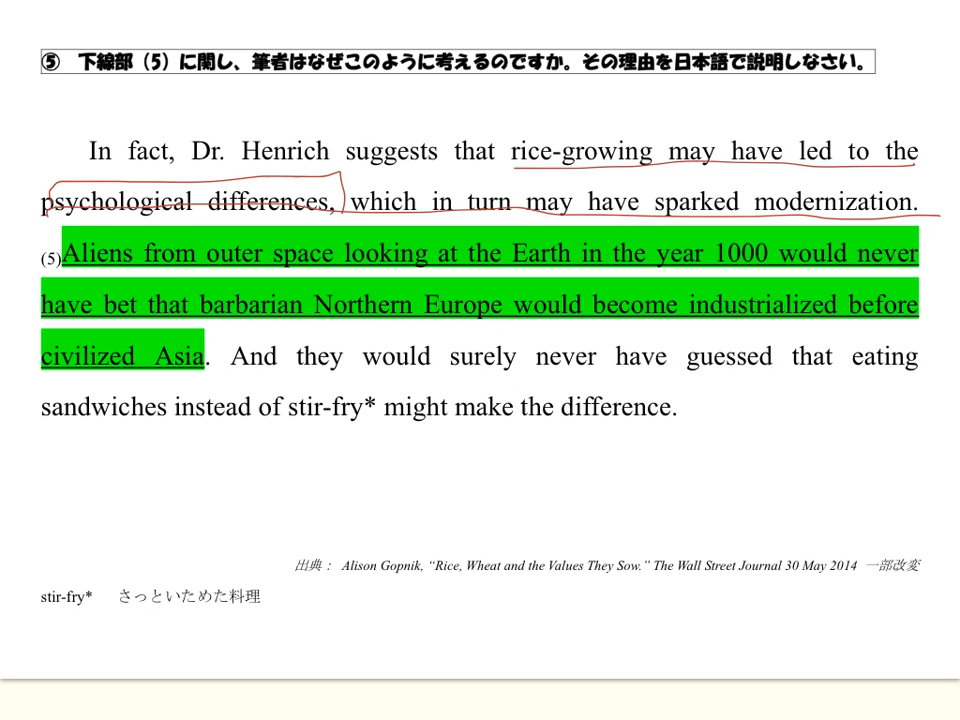 ⑤ 下線部（5）に関し、筆者はなぜこのように考えるのですか。その理由を日本語で説明しなさい。
In fact, Dr. Henrich suggests that rice-growing may have led to the
psychological differences, which in turn may have sparked modernization.
(5)Aliens from outer space looking at the Earth in the year 1000 would never
have bet that barbarian Northern Europe would become industrialized before
civilized Asia. And they would surely never have guessed that eating
sandwiches instead of stir-fry* might make the difference.
出典： Alison Gopnik, “Rice, Wheat and the Values They Sow.” The Wall Street Journal 30 May 2014 一部改変
stir-fry* さっといためた料理